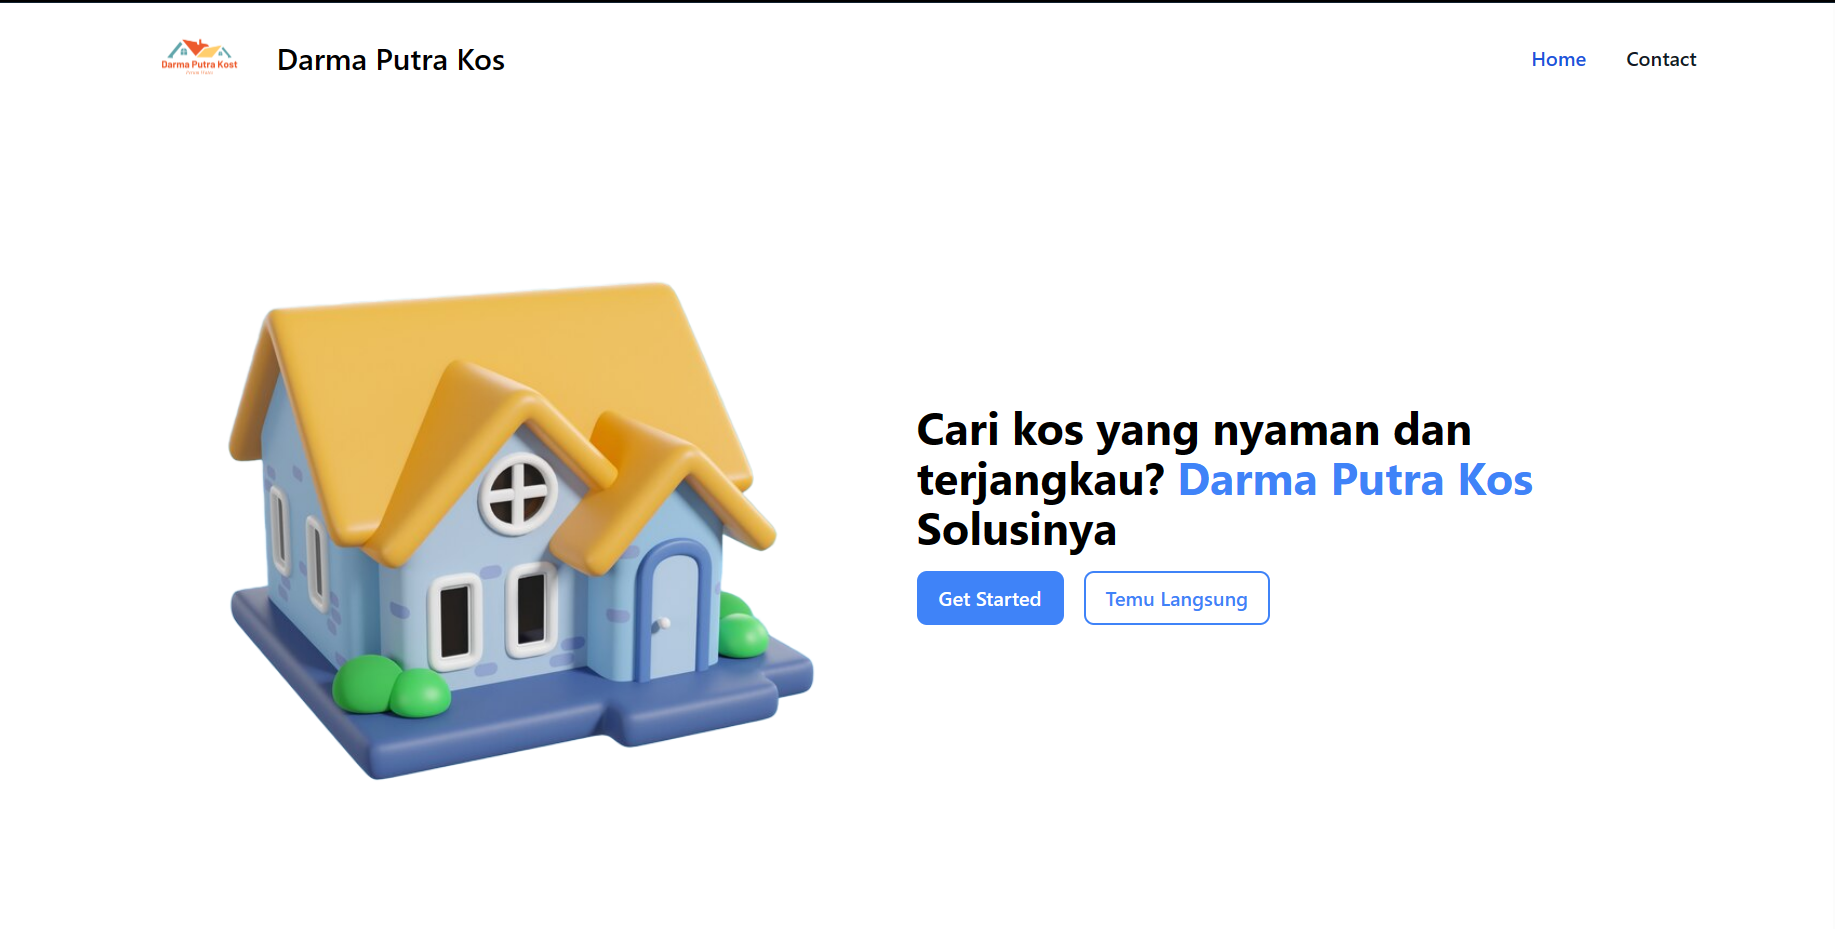 Darma Putra Kost
Darma Putra Kos
Home
Contact
Cari kos yang nyaman dan
terjangkau? Darma Putra Kos
Solusinya
Get Started
Temu Langsung